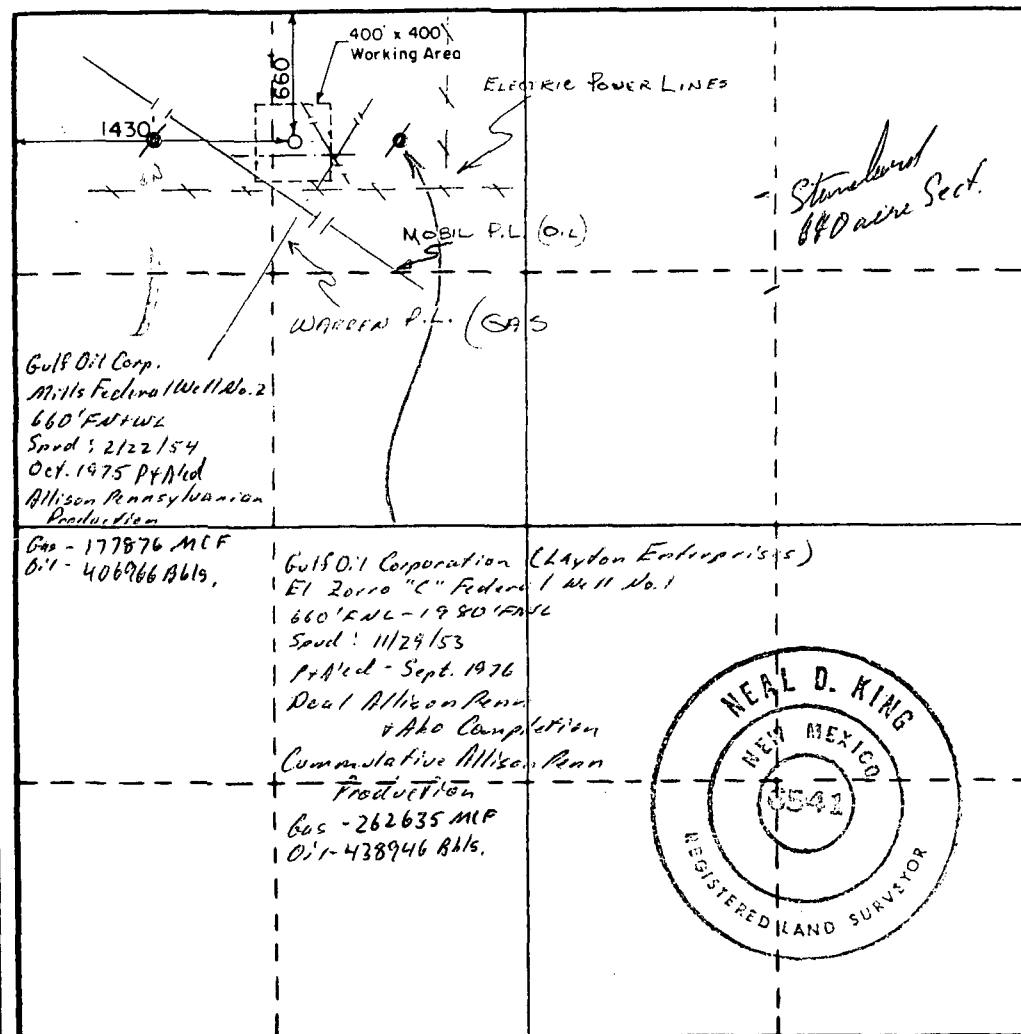 400' x 400'
Working Area
660
ELECTRIC POWER LINES
1430
Standard
640 acre Sect.
MOBIL P.L. (OIL)
WARREN P.L. (GAS
Gulf Oil Corp.
Mills Federal Well No. 2
660' FN+WL
Spud: 2/22/54
Oct. 1975 P+A'ed
Allison Pennsylvanian
Production
Gas - 177876 MCF
Oil - 406966 Bbls.
Gulf Oil Corporation (Layton Enterprises)
El Zorro "C" Federal Well No. 1
660' FNL - 1980' FWL
Spud: 11/29/53
P+A'ed - Sept. 1976
Dual Allison Penn
+ Abo Completion
Cummulative Allison Penn
Production
Gas - 262635 MCF
Oil - 438946 Bbls.
NEAL D. KING
NEW MEXICO
6541
REGISTERED LAND SURVEYOR